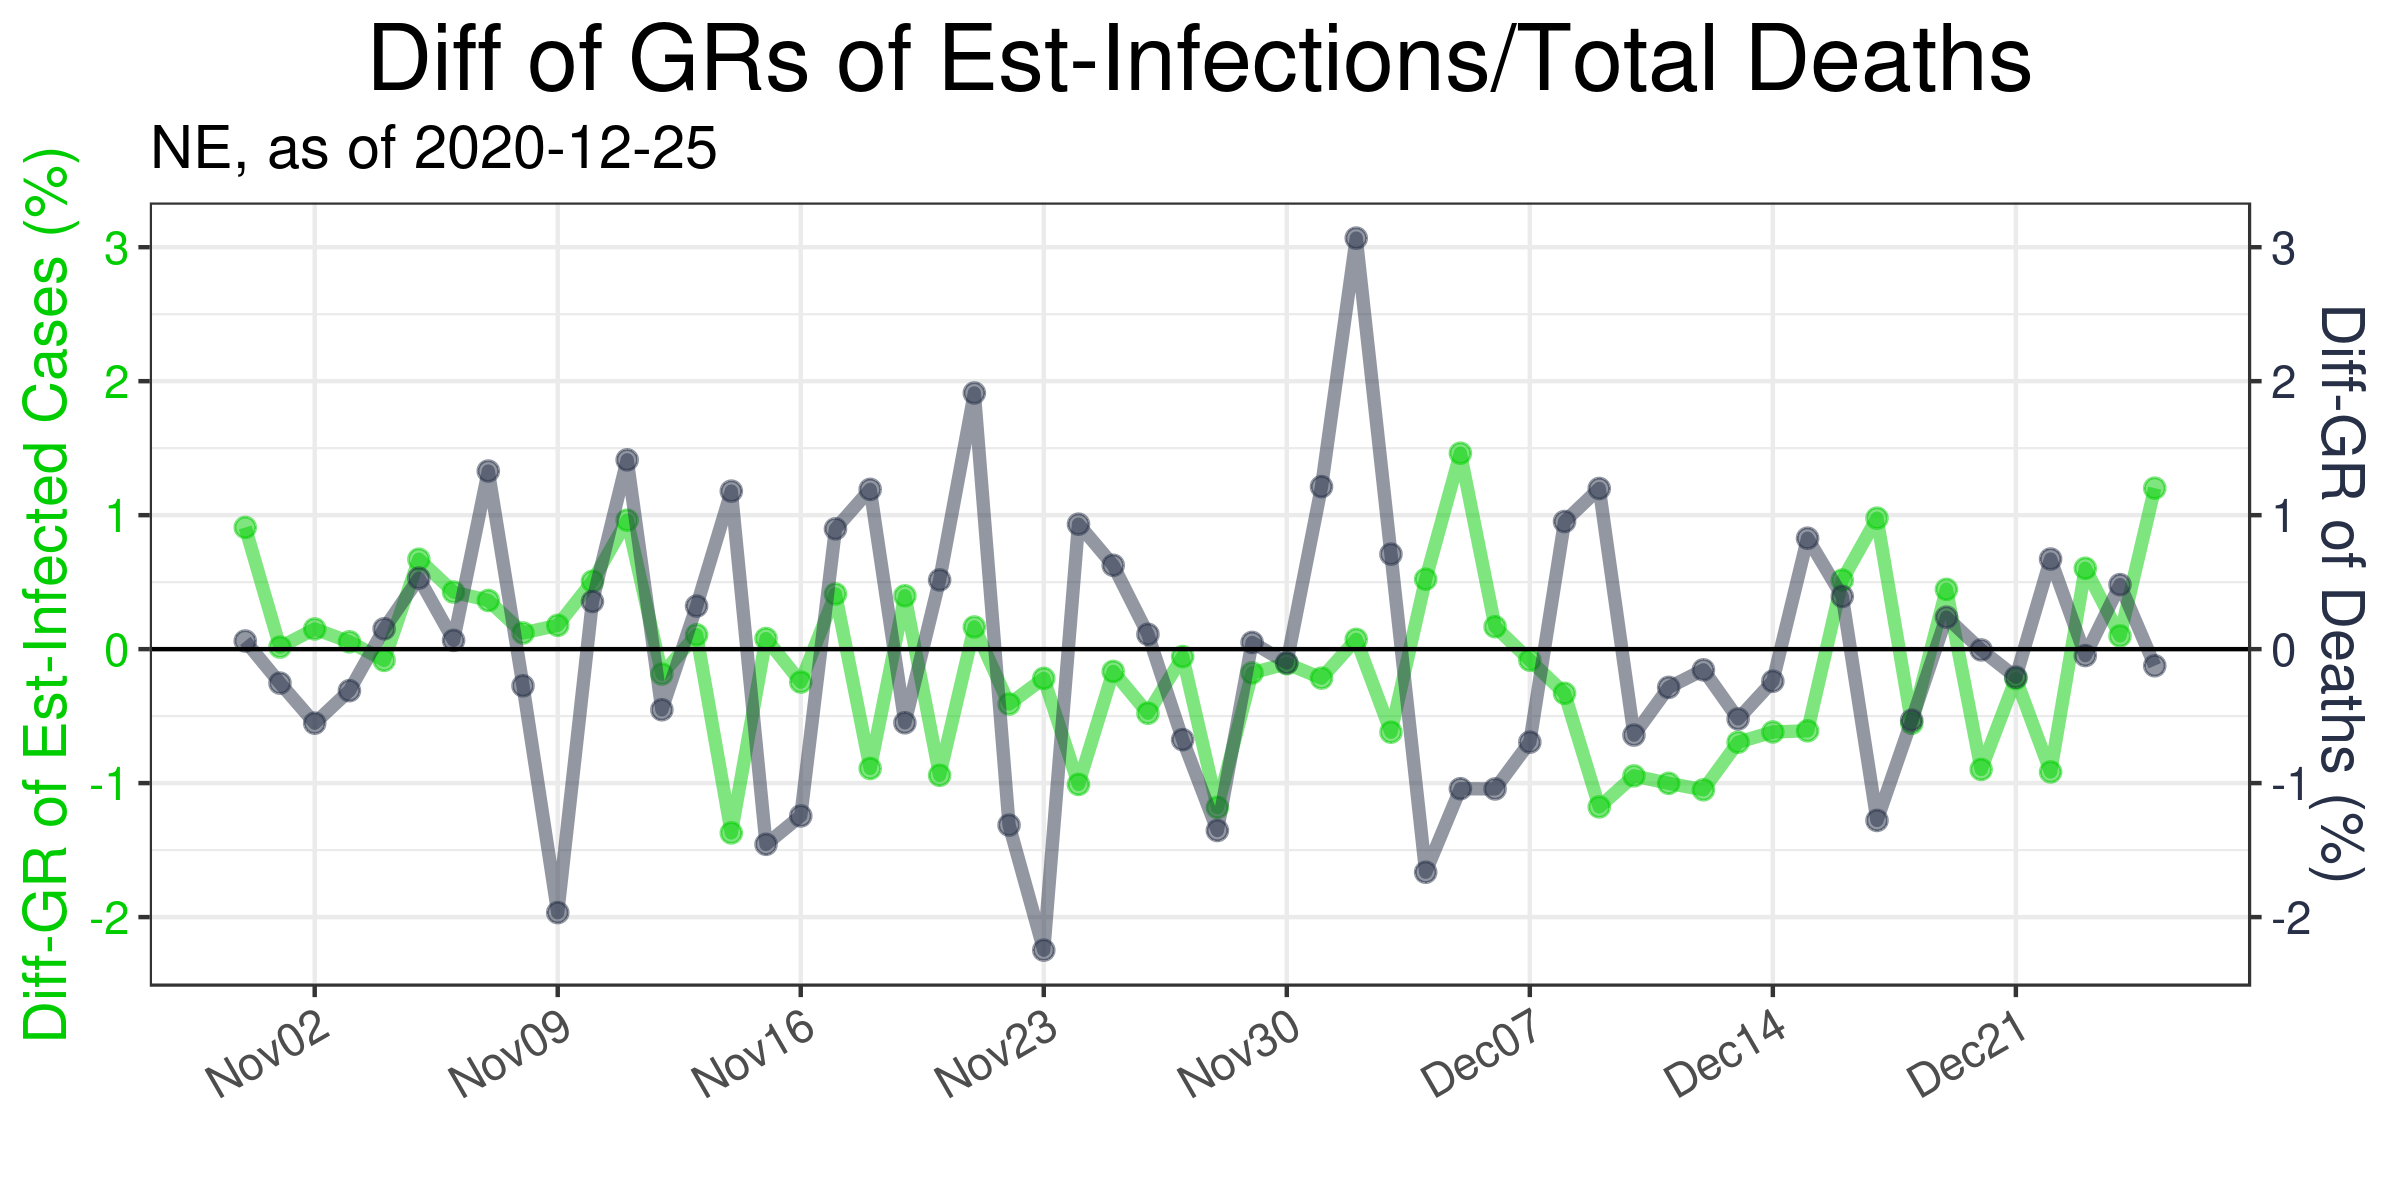 Diff of GRs of Est-Infections/Total Deaths
NE, as of 2020-12-25
Diff-GR of Est-Infected Cases (%)
3
2
1
0
-1
-2
3
2
1
0
-1
-2
Diff-GR of Deaths (%)
Nov02
Nov09
Nov16
Nov23
Nov30
Dec07
Dec14
Dec21